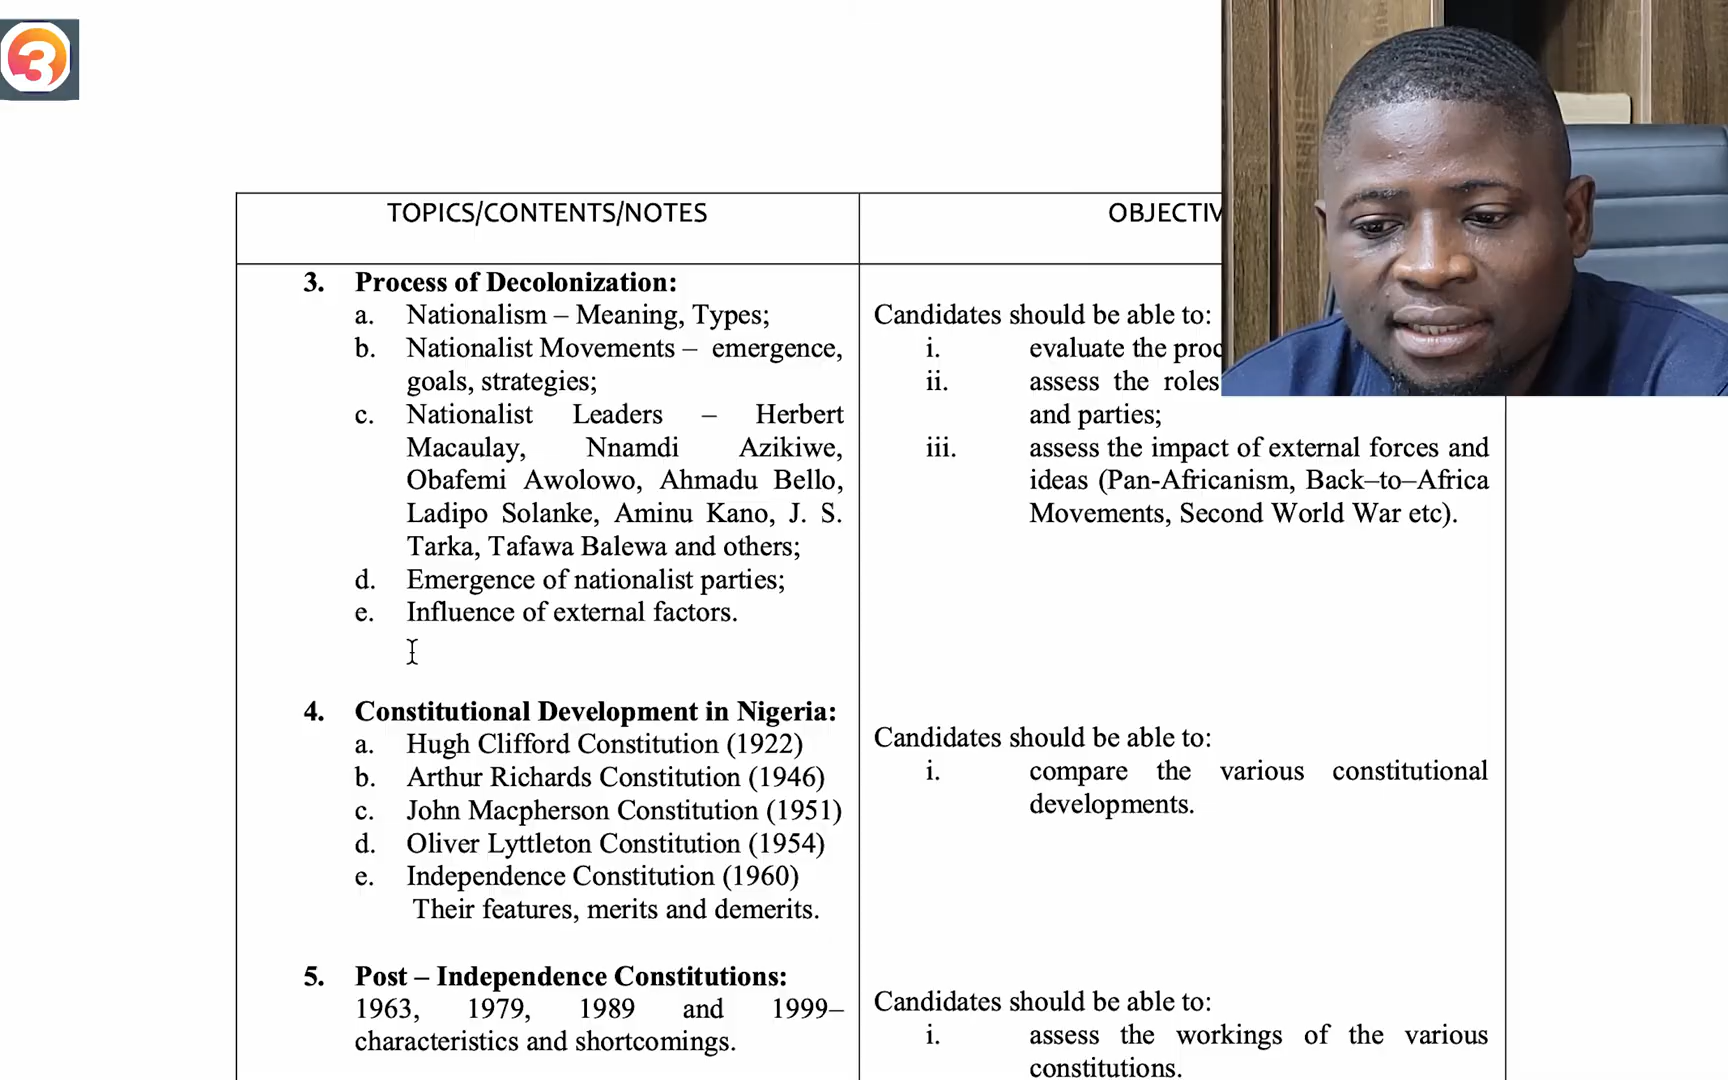 3
TOPICS/CONTENTS/NOTES
OBJECTIV
3. Process of Decolonization:
a. Nationalism – Meaning, Types;
b. Nationalist Movements – emergence,
goals, strategies;
c. Nationalist Leaders – Herbert
Macaulay, Nnamdi Azikiwe,
Obafemi Awolowo, Ahmadu Bello,
Ladipo Solanke, Aminu Kano, J. S.
Tarka, Tafawa Balewa and others;
d. Emergence of nationalist parties;
e. Influence of external factors.
Candidates should be able to:
i. evaluate the proc
ii. assess the roles
and parties;
iii. assess the impact of external forces and
ideas (Pan-Africanism, Back–to–Africa
Movements, Second World War etc).
4. Constitutional Development in Nigeria:
a. Hugh Clifford Constitution (1922)
b. Arthur Richards Constitution (1946)
c. John Macpherson Constitution (1951)
d. Oliver Lyttleton Constitution (1954)
e. Independence Constitution (1960)
Their features, merits and demerits.
Candidates should be able to:
i. compare the various constitutional
developments.
5. Post – Independence Constitutions:
1963, 1979, 1989 and 1999–
characteristics and shortcomings.
Candidates should be able to:
i. assess the workings of the various
constitutions.